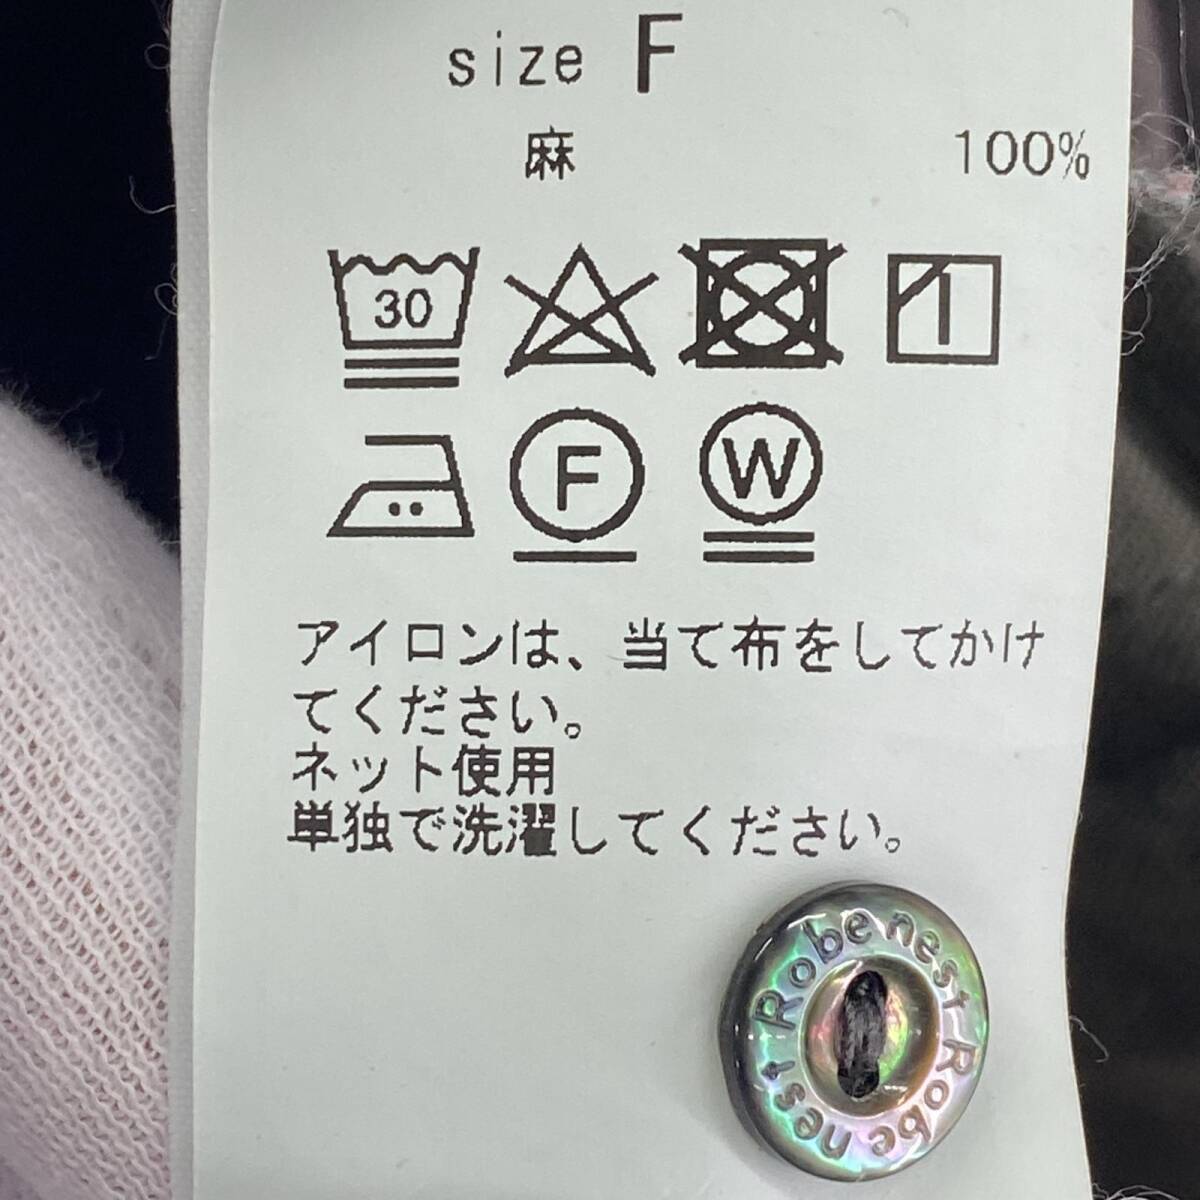 size F
麻 100%
30
F
W
アイロンは、当て布をしてかけ
てください。
ネット使用
単独で洗濯してください。
Robe nest Robe nest